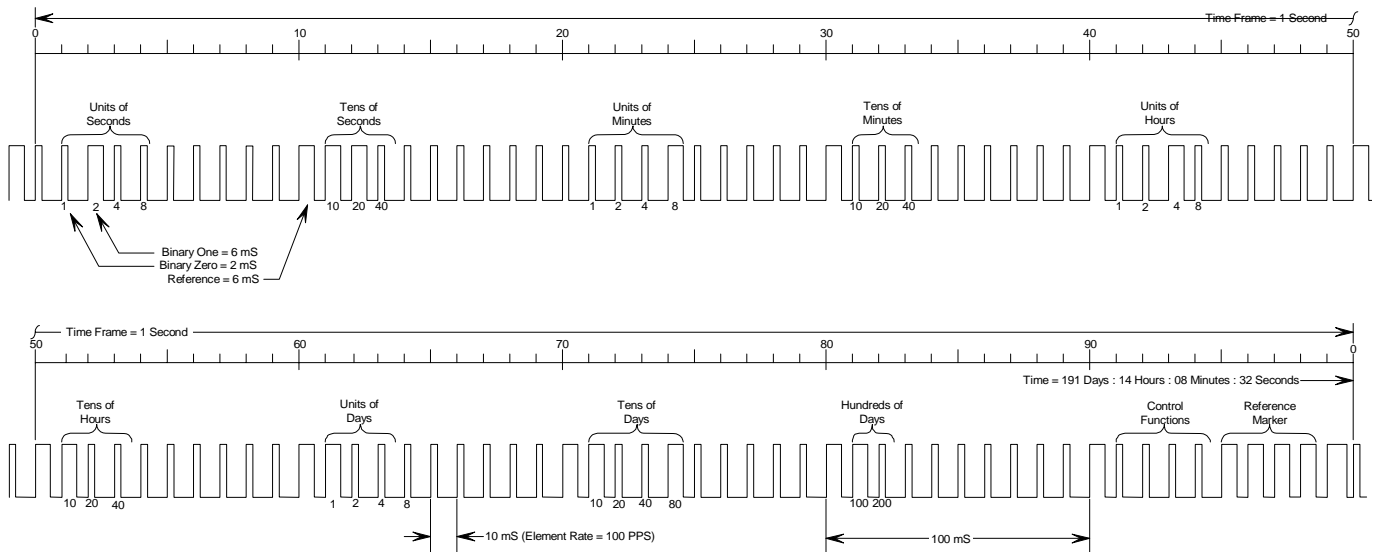 Time Frame = 1 Second
0 10 20 30 40 50
Units of
Seconds
Tens of
Seconds
Units of
Minutes
Tens of
Minutes
Units of
Hours
1 2 4 8 10 20 40 1 2 4 8 10 20 40 1 2 4 8
Binary One = 6 mS
Binary Zero = 2 mS
Reference = 6 mS
Time Frame = 1 Second
50 60 70 80 90 0
Time = 191 Days : 14 Hours : 08 Minutes : 32 Seconds
Tens of
Hours
Units of
Days
Tens of
Days
Hundreds of
Days
Control
Functions
Reference
Marker
10 20 40 1 2 4 8 10 20 40 80 100 200
10 mS (Element Rate = 100 PPS)
100 mS